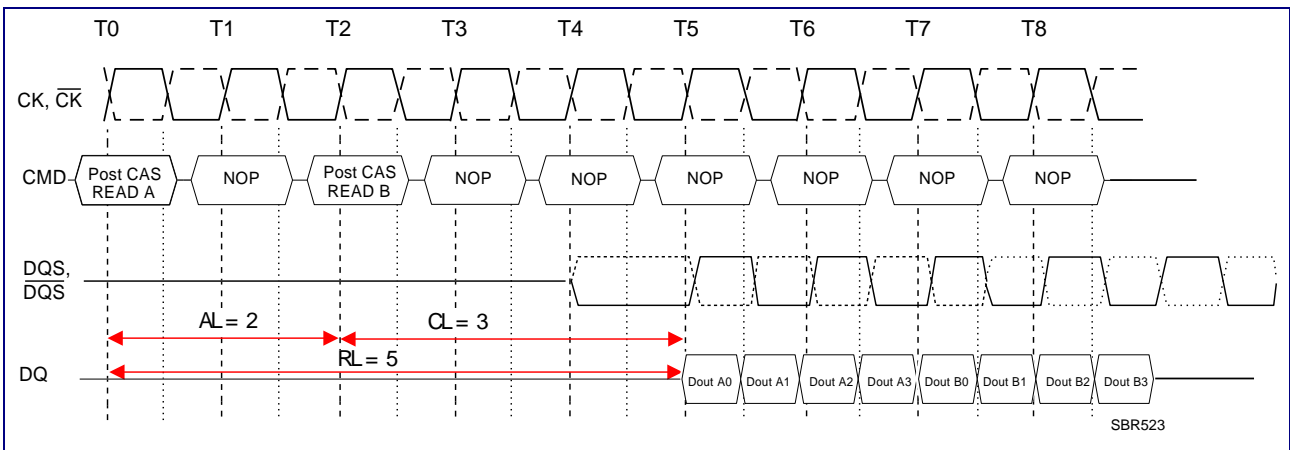 T0 T1 T2 T3 T4 T5 T6 T7 T8
CK, CK
CMD
Post CAS
READ A
NOP
Post CAS
READ B
NOP
NOP
NOP
NOP
NOP
NOP
DQS,
DQS
AL = 2
CL = 3
RL = 5
DQ
Dout A0 Dout A1 Dout A2 Dout A3 Dout B0 Dout B1 Dout B2 Dout B3
SBR523